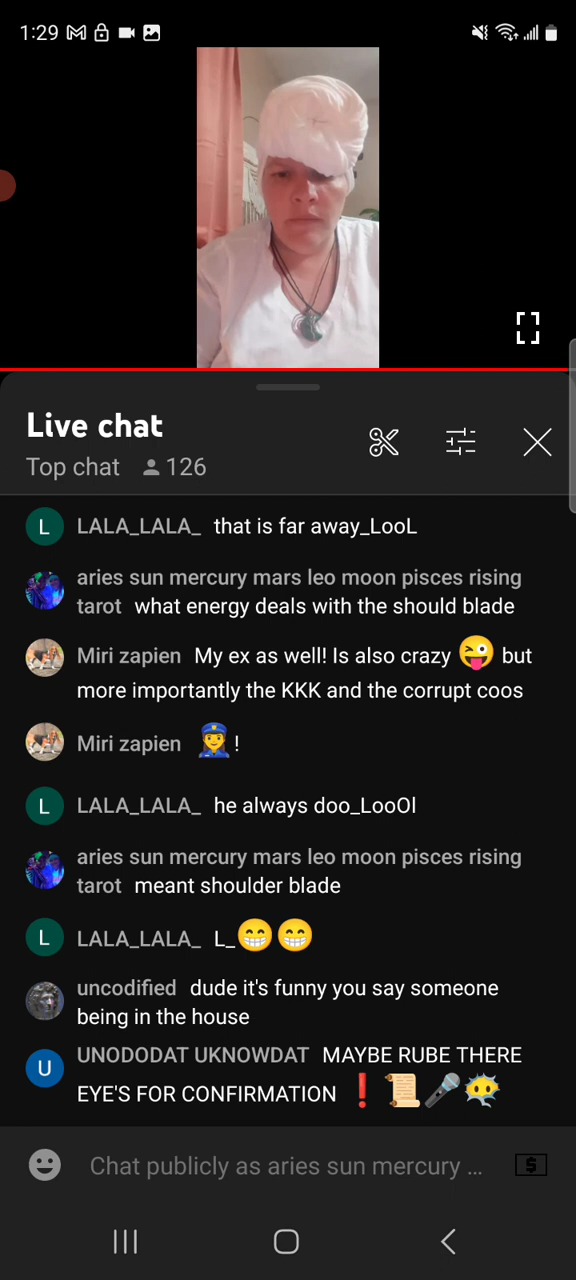 1:29
Live chat
Top chat 126
LALA_LALA_ that is far away_LooL
aries sun mercury mars leo moon pisces rising
tarot what energy deals with the should blade
Miri zapien My ex as well! Is also crazy 😜 but
more importantly the KKK and the corrupt coos
Miri zapien 👮‍♀️!
LALA_LALA_ he always doo_LooOl
aries sun mercury mars leo moon pisces rising
tarot meant shoulder blade
LALA_LALA_ L_😁😁
uncodified dude it's funny you say someone
being in the house
UNODODAT UKNOWDAT MAYBE RUBE THERE
EYE'S FOR CONFIRMATION ❗📜🎤🐡
Chat publicly as aries sun mercury ...
L
L
L
U
$